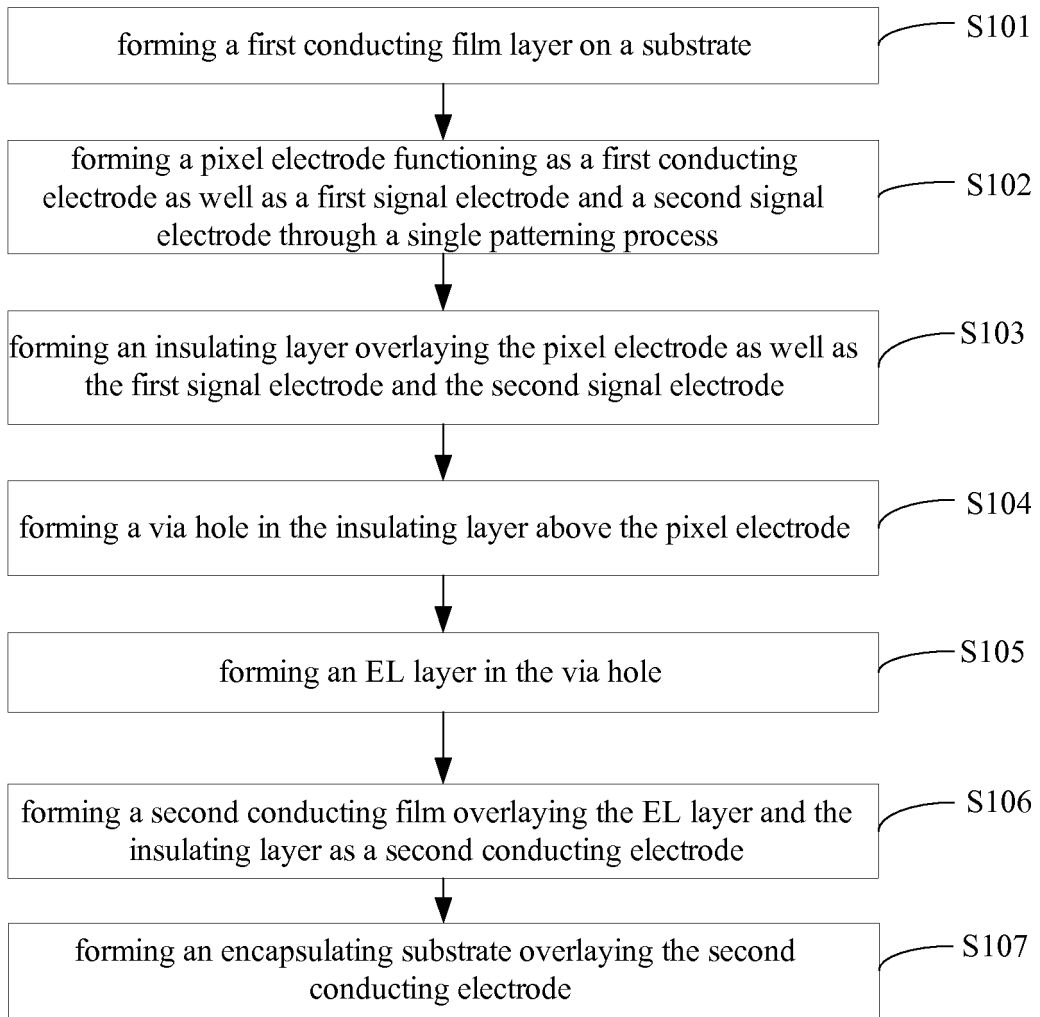 forming a first conducting film layer on a substrate
S101
forming a pixel electrode functioning as a first conducting
electrode as well as a first signal electrode and a second signal
electrode through a single patterning process
S102
forming an insulating layer overlaying the pixel electrode as well as
the first signal electrode and the second signal electrode
S103
forming a via hole in the insulating layer above the pixel electrode
S104
forming an EL layer in the via hole
S105
forming a second conducting film overlaying the EL layer and the
insulating layer as a second conducting electrode
S106
forming an encapsulating substrate overlaying the second
conducting electrode
S107